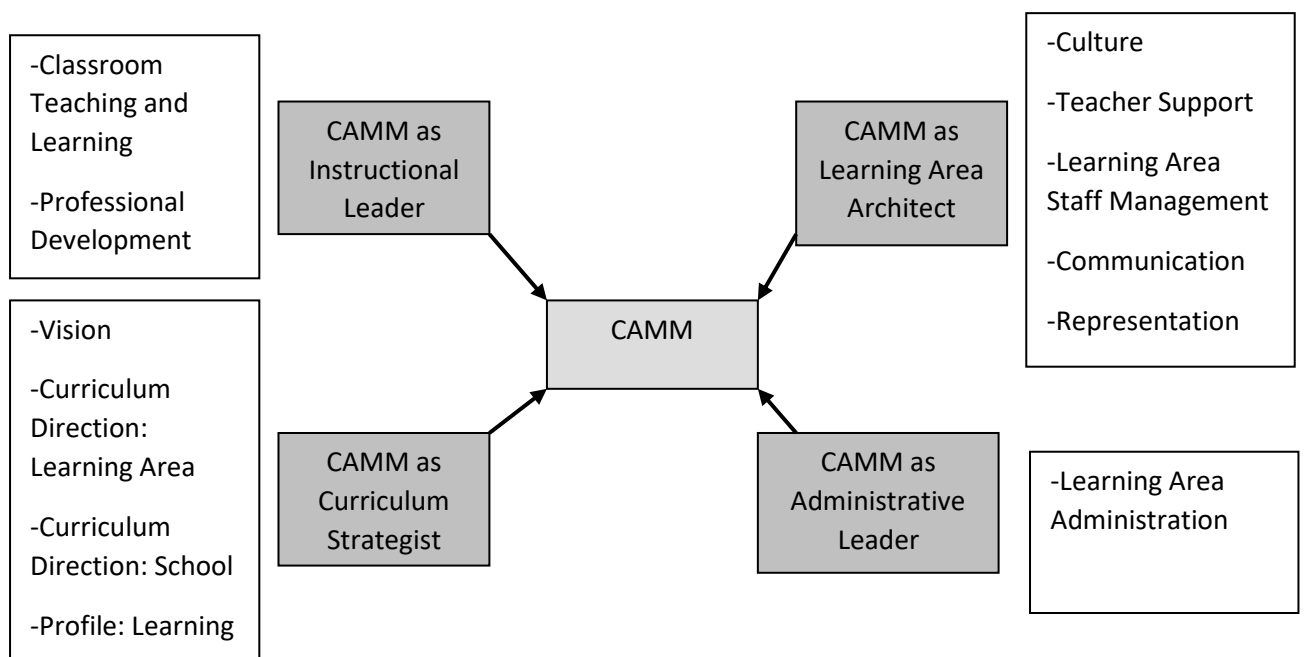 -Classroom
Teaching and
Learning
-Professional
Development
CAMM as
Instructional
Leader
CAMM as
Learning Area
Architect
-Culture
-Teacher Support
-Learning Area
Staff Management
-Communication
-Representation
CAMM
-Vision
-Curriculum
Direction:
Learning Area
-Curriculum
Direction: School
-Profile: Learning
CAMM as
Curriculum
Strategist
CAMM as
Administrative
Leader
-Learning Area
Administration